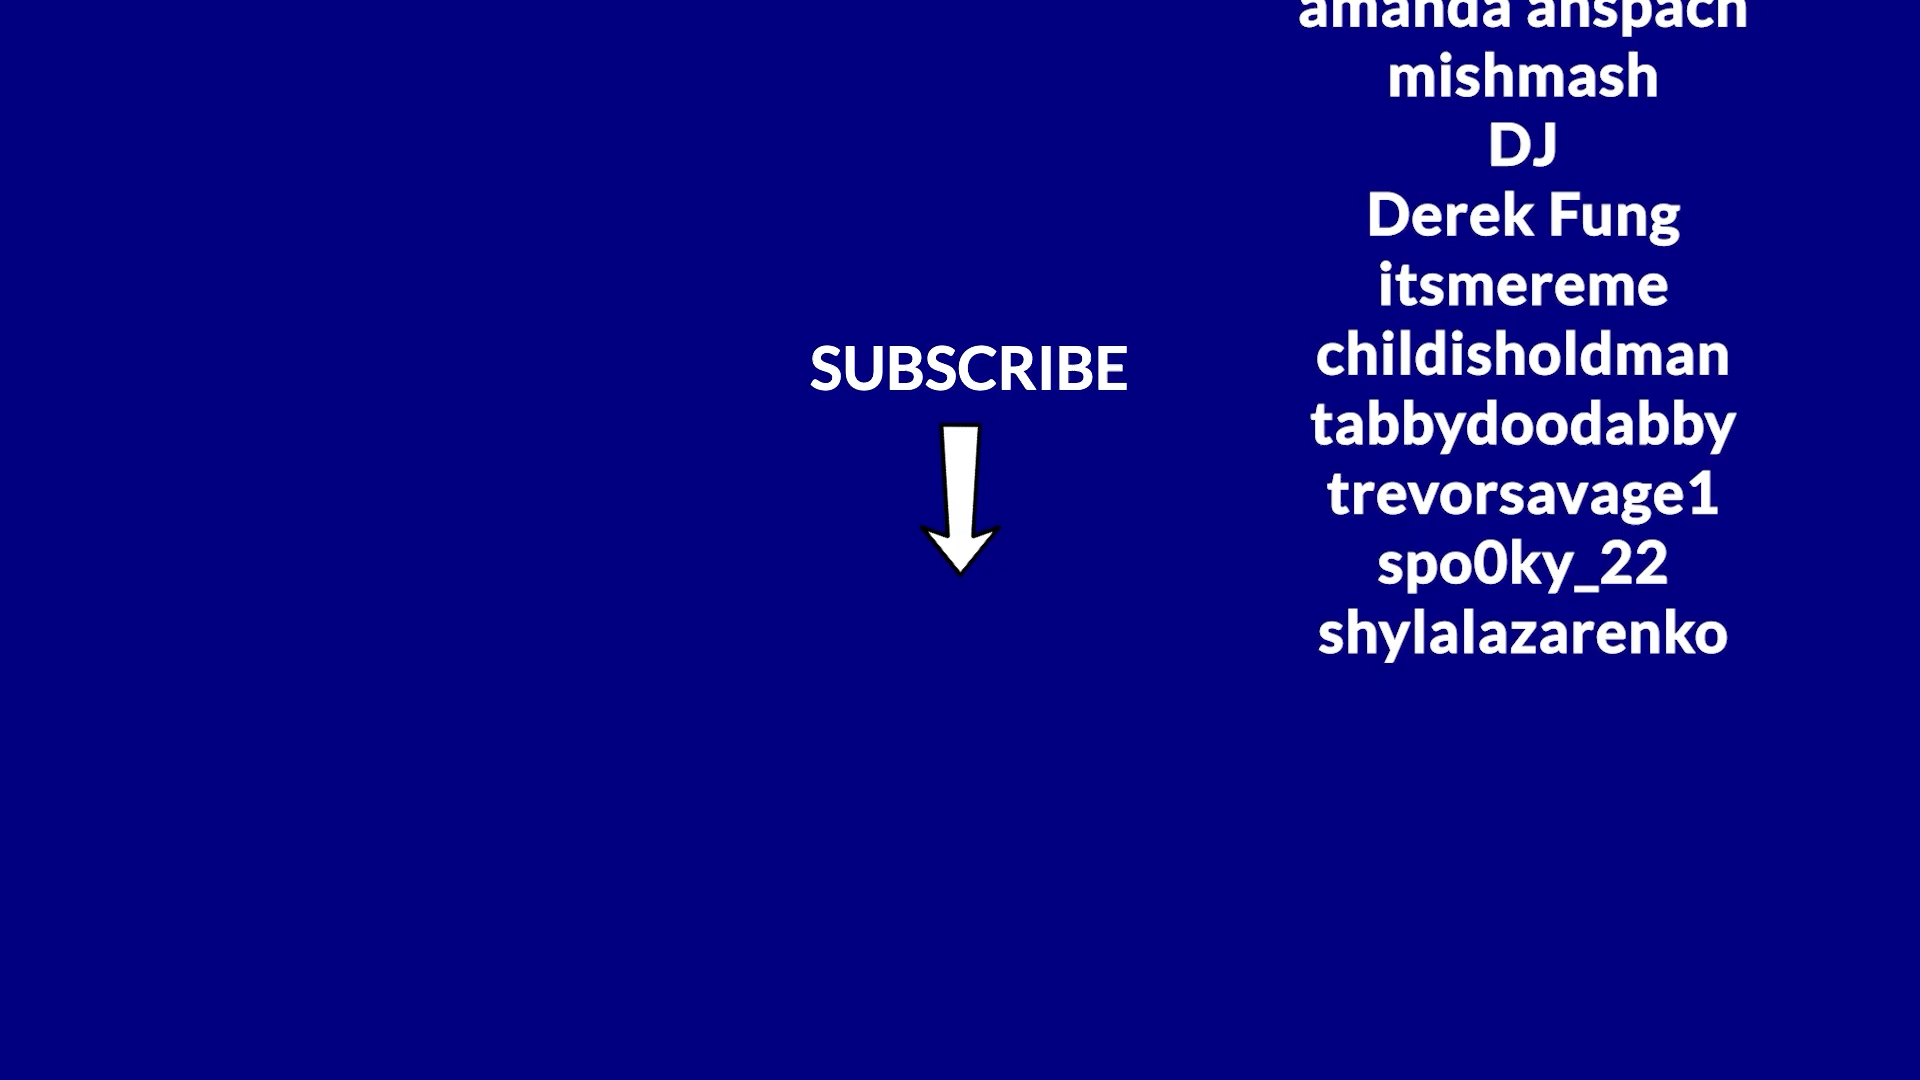 amanda anspach
mishmash
DJ
Derek Fung
itsmereme
SUBSCRIBE
childisholdman
tabbydoodabby
trevorsavage1
spo0ky_22
shylalazarenko